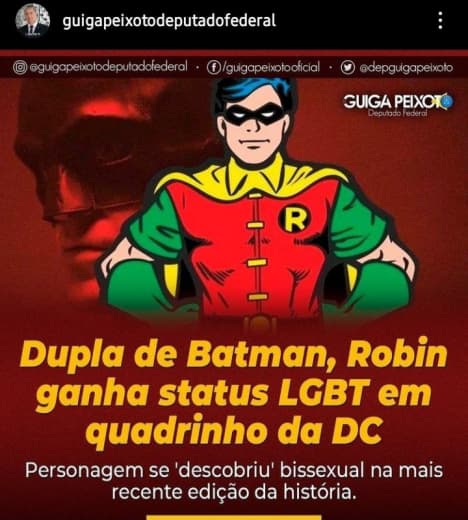 guigapeixotodeputadofederal
@guigapeixotodeputadofederal · /guigapeixotooficial · @depguigapeixoto
GUIGA PEIXOTO
Deputado Federal
R
Dupla de Batman, Robin
ganha status LGBT em
quadrinho da DC
Personagem se 'descobriu' bissexual na mais
recente edição da história.